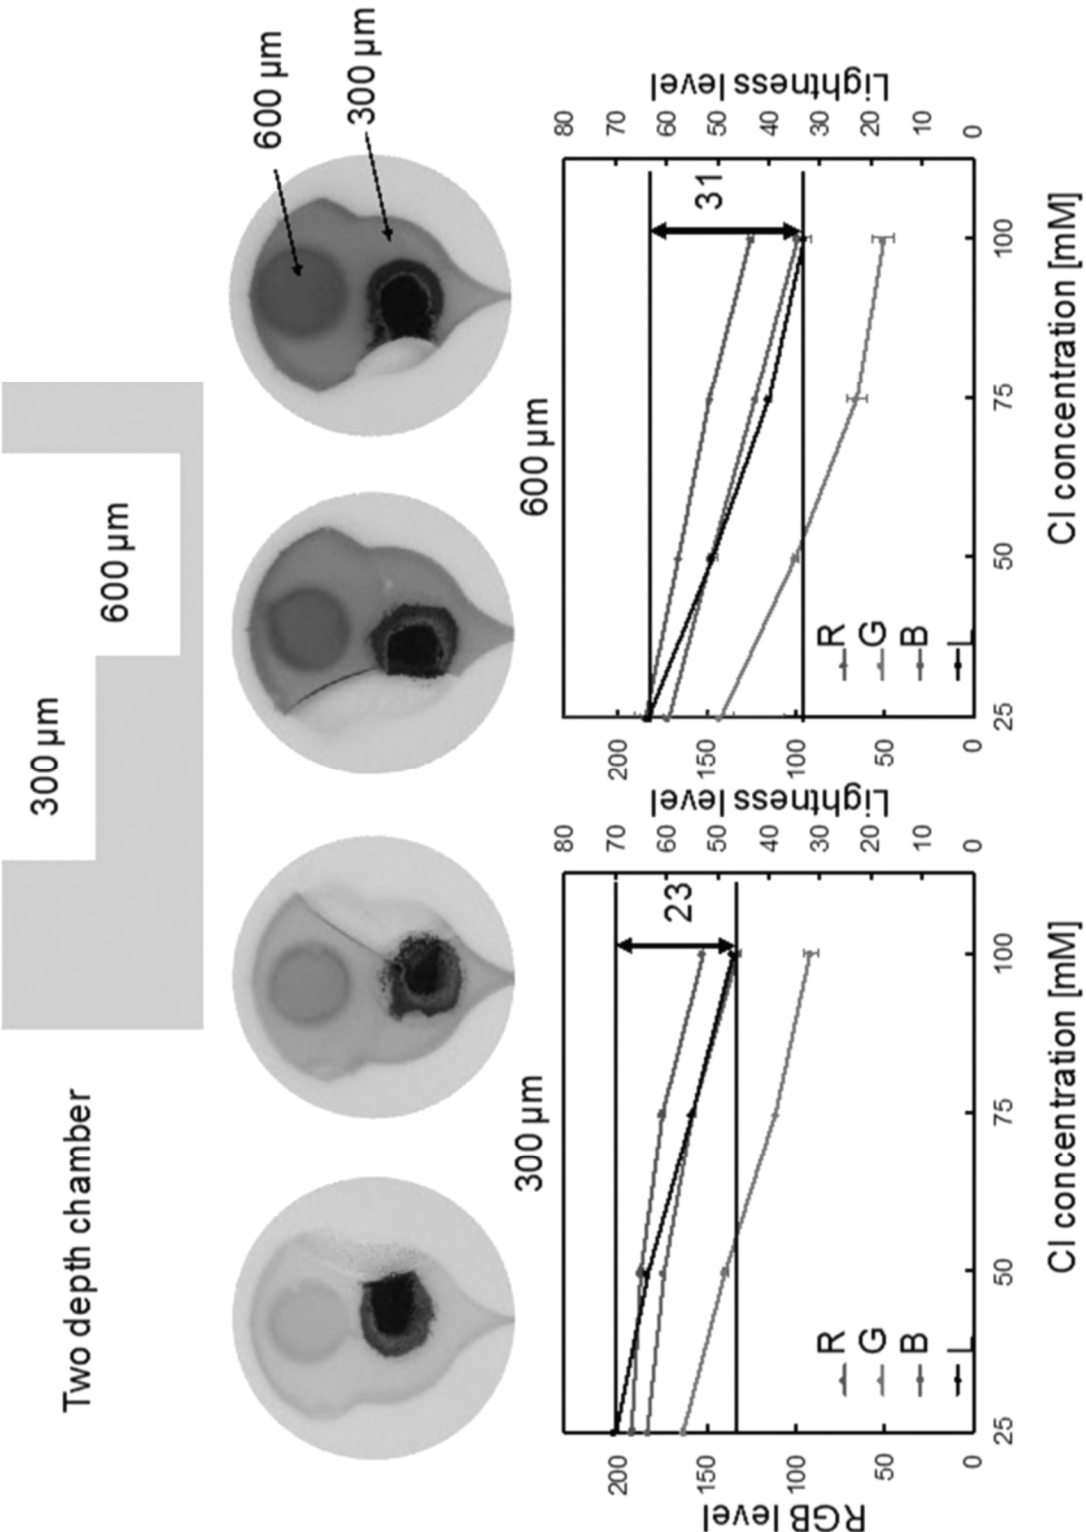 Two depth chamber
300 μm
600 μm
600 μm
300 μm
300 μm
RGB level
200
150
100
50
0
Lightness level
80
70
60
50
40
30
20
10
0
23
R
G
B
L
25
50
75
100
Cl concentration [mM]
600 μm
200
150
100
50
0
Lightness level
80
70
60
50
40
30
20
10
0
31
R
G
B
L
25
50
75
100
Cl concentration [mM]